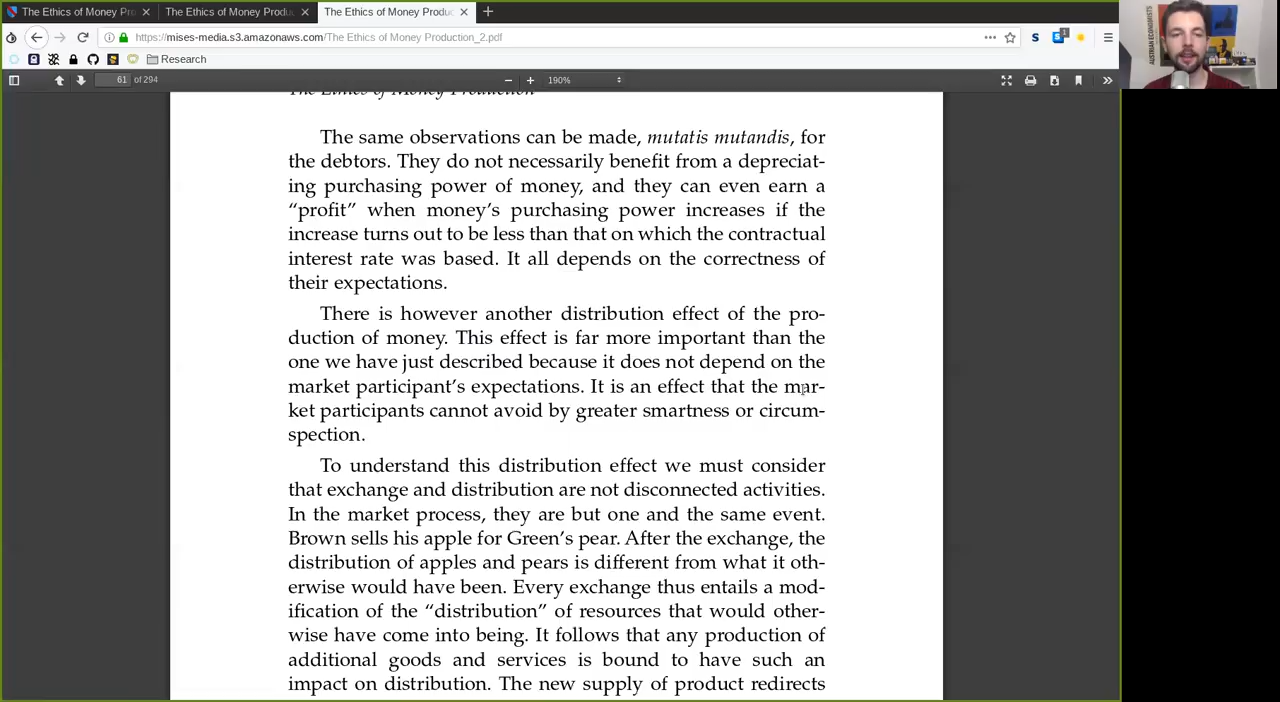 The Ethics of Money Pro
The Ethics of Money Produ
The Ethics of Money Produc
https://mises-media.s3.amazonaws.com/The Ethics of Money Production_2.pdf
S
S
1
Research
61 of 294
190%
The Ethics of Money Production
The same observations can be made, mutatis mutandis, for
the debtors. They do not necessarily benefit from a depreciat-
ing purchasing power of money, and they can even earn a
“profit” when money’s purchasing power increases if the
increase turns out to be less than that on which the contractual
interest rate was based. It all depends on the correctness of
their expectations.
There is however another distribution effect of the pro-
duction of money. This effect is far more important than the
one we have just described because it does not depend on the
market participant’s expectations. It is an effect that the mar-
ket participants cannot avoid by greater smartness or circum-
spection.
To understand this distribution effect we must consider
that exchange and distribution are not disconnected activities.
In the market process, they are but one and the same event.
Brown sells his apple for Green’s pear. After the exchange, the
distribution of apples and pears is different from what it oth-
erwise would have been. Every exchange thus entails a mod-
ification of the “distribution” of resources that would other-
wise have come into being. It follows that any production of
additional goods and services is bound to have such an
impact on distribution. The new supply of product redirects
AUSTRIAN ECONOMISTS